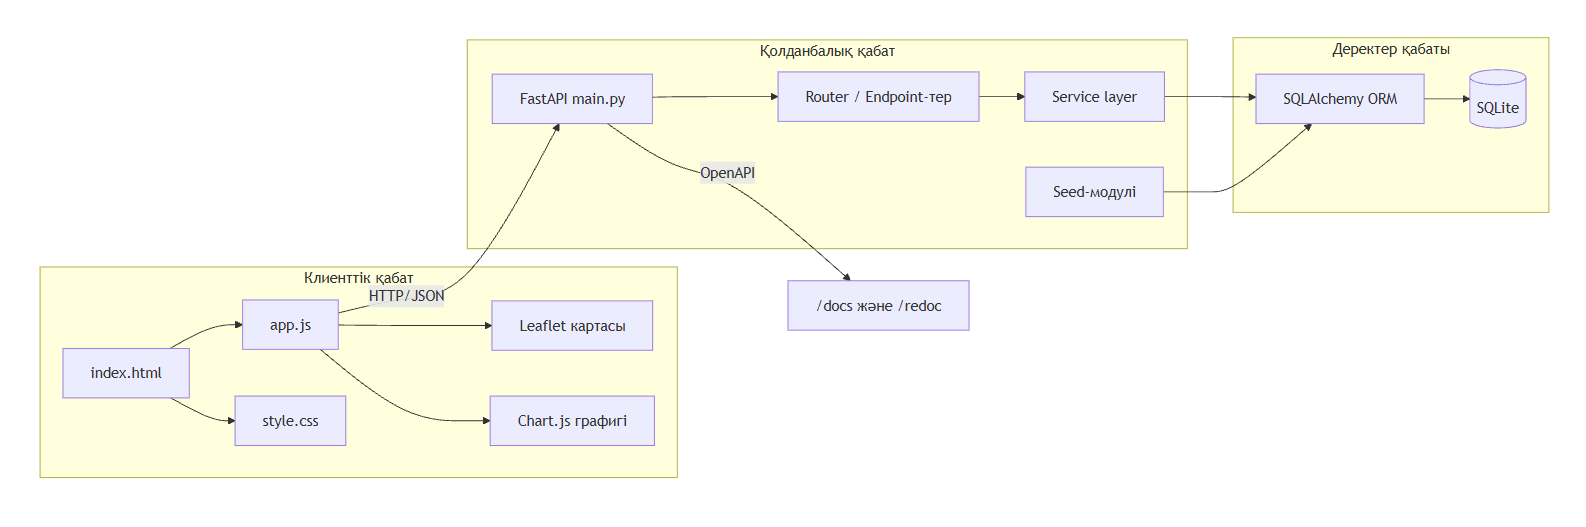 Қолданбалық қабат
FastAPI main.py
Router / Endpoint-тер
Service layer
Seed-модулі
Деректер қабаты
SQLAlchemy ORM
SQLite
OpenAPI
/docs және /redoc
Клиенттік қабат
HTTP/JSON
index.html
app.js
style.css
Leaflet картасы
Chart.js графигі